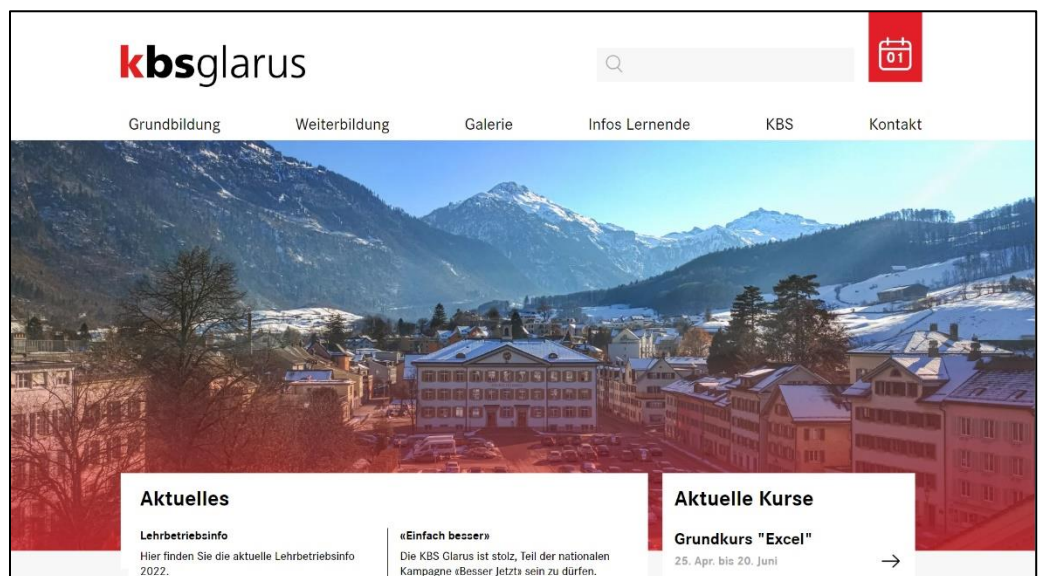 kbsglarus
01
Grundbildung Weiterbildung Galerie Infos Lernende KBS Kontakt
Aktuelles
Lehrbetriebsinfo
Hier finden Sie die aktuelle Lehrbetriebsinfo
2022.
«Einfach besser»
Die KBS Glarus ist stolz, Teil der nationalen
Kampagne «Besser Jetzt» sein zu dürfen.
Aktuelle Kurse
Grundkurs "Excel"
25. Apr. bis 20. Juni